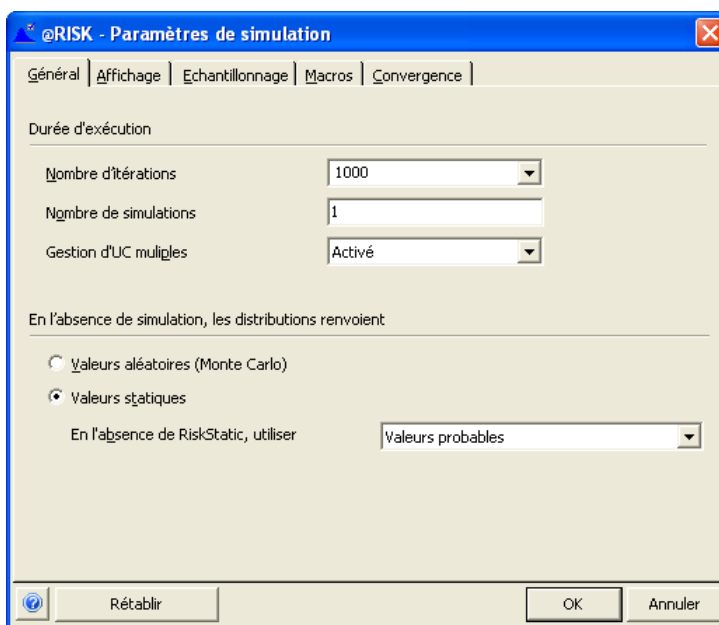 @RISK - Paramètres de simulation
Général Affichage Echantillonnage Macros Convergence
Durée d'exécution
Nombre d'itérations 1000
Nombre de simulations 1
Gestion d'UC muliples Activé
En l'absence de simulation, les distributions renvoient
Valeurs aléatoires (Monte Carlo)
Valeurs statiques
En l'absence de RiskStatic, utiliser Valeurs probables
? Rétablir OK Annuler